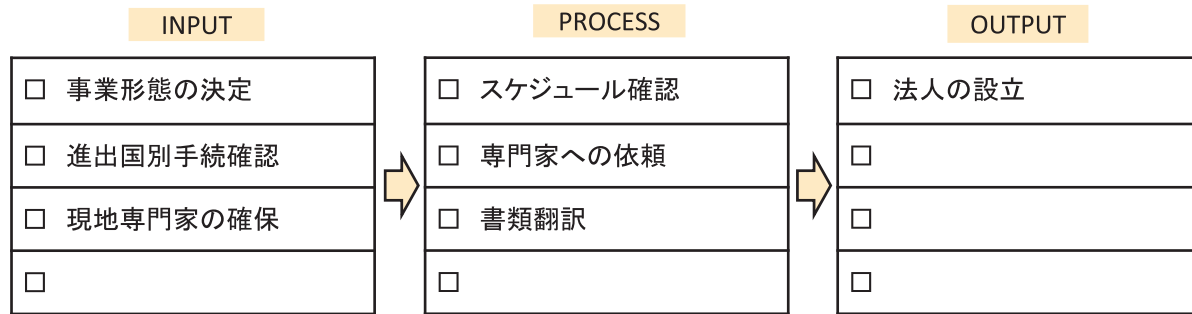 INPUT
□ 事業形態の決定
□ 進出国別手続確認
□ 現地専門家の確保
□
PROCESS
□ スケジュール確認
□ 専門家への依頼
□ 書類翻訳
□
OUTPUT
□ 法人の設立
□
□
□